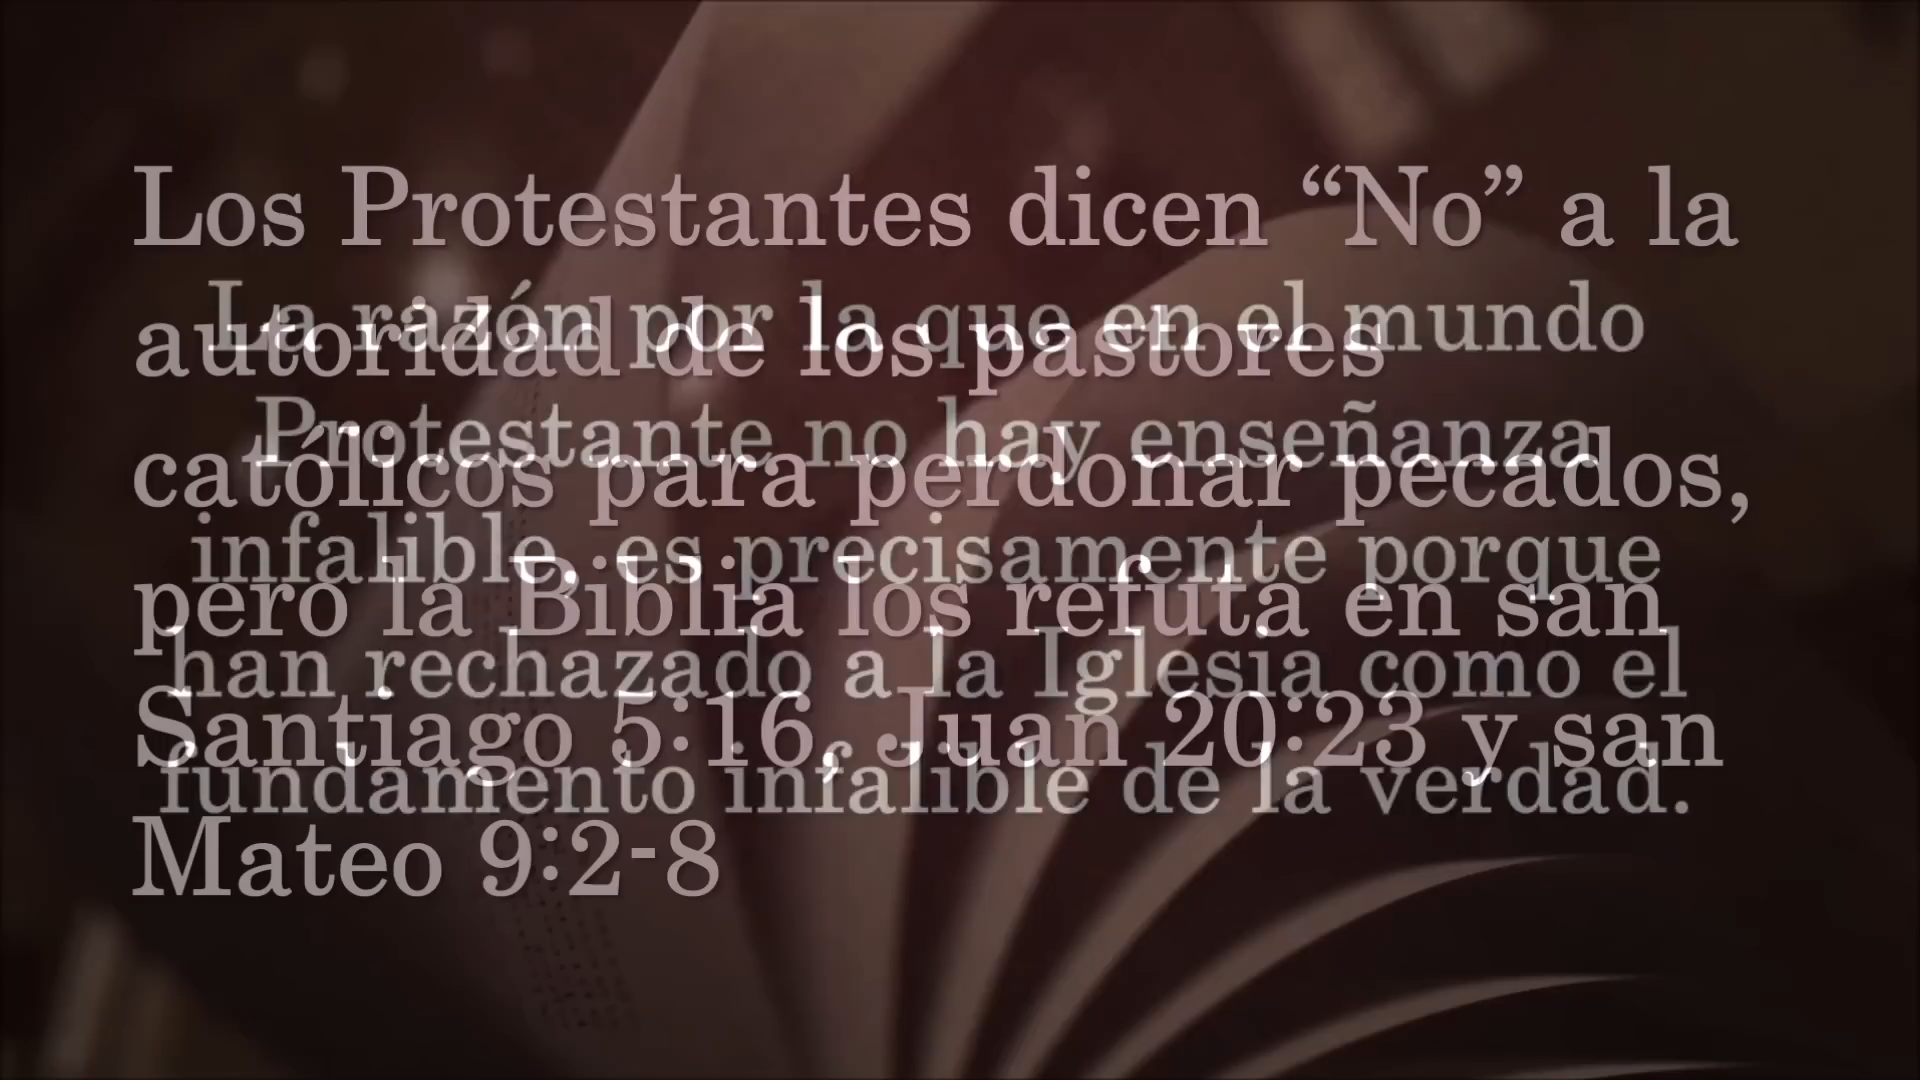 Los Protestantes dicen “No” a la
autoridad de los pastores
católicos para perdonar pecados,
pero la Biblia los refuta en san
Santiago 5:16, Juan 20:23 y san
Mateo 9:2-8
La razón por la que en el mundo
Protestante no hay enseñanza
infalible, es precisamente porque
han rechazado a la Iglesia como el
fundamento infalible de la verdad.